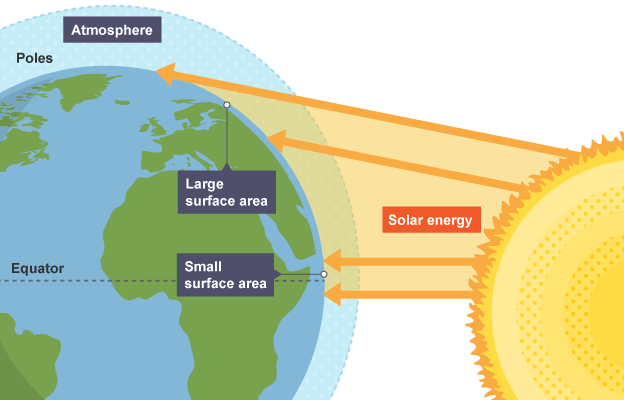 Atmosphere
Poles
Large
surface area
Solar energy
Equator
Small
surface area